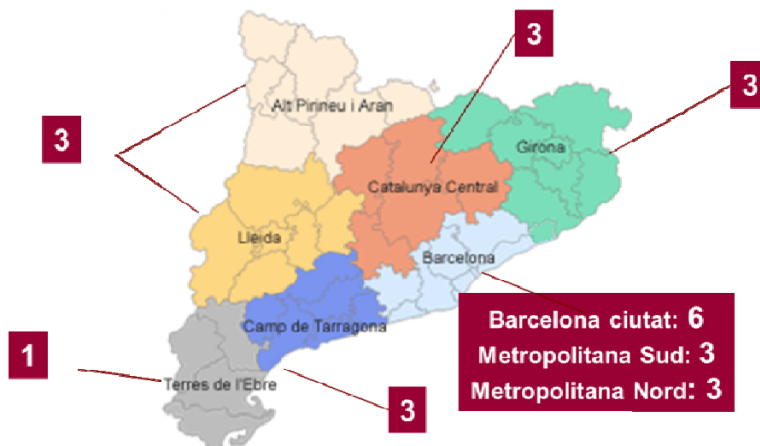 3
3
Alt Pirineu i Aran
3
Girona
Catalunya Central
Lleida
Barcelona
Barcelona ciutat: 6
Metropolitana Sud: 3
Metropolitana Nord: 3
Camp de Tarragona
1
Terres de l'Ebre
3